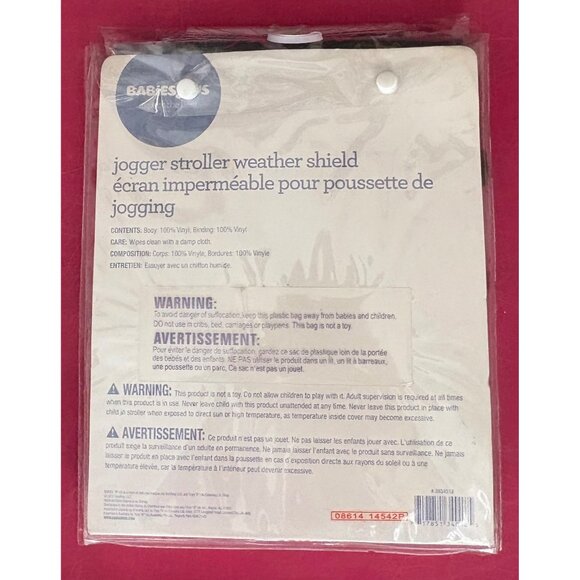 BABIES US
jogger stroller weather shield
écran imperméable pour poussette de
jogging
CONTENTS: Body: 100% Vinyl; Binding: 100% Vinyl
CARE: Wipes clean with a damp cloth.
COMPOSITION: Corps: 100% Vinyle; Bordures: 100% Vinyle
ENTRETIEN: Essuyer avec un chiffon humide.
WARNING:
To avoid danger of suffocation, keep this plastic bag away from babies and children.
DO not use in cribs, bed, carriages or playpens. This bag is not a toy.
AVERTISSEMENT:
Pour éviter le danger de suffocation, gardez ce sac de plastique loin de la portée
des bébés et des enfants. NE PAS utiliser le produit dans un lit, un lit à barreaux,
une poussette ou un parc. Ce sac n'est pas un jouet.
WARNING: This product is not a toy. Do not allow children to play with it. Adult supervision is required at all times
when this product is in use. Never leave child with this product unattended at any time. Never leave this product in place with
child in stroller when exposed to direct sun or high temperature, as temperature inside cover may become excessive.
AVERTISSEMENT: Ce produit n'est pas un jouet. Ne pas laisser les enfants jouer avec. L'utilisation de ce
produit exige la surveillance d'un adulte en permanence. Ne jamais laisser l'enfant avec le produit sans surveillance. Ne jamais
laisser le produit en place avec l'enfant dans la poussette en cas d'exposition directe aux rayons du soleil ou à une
température élevée, car la température à l'intérieur peut devenir excessive.
08614 14542P